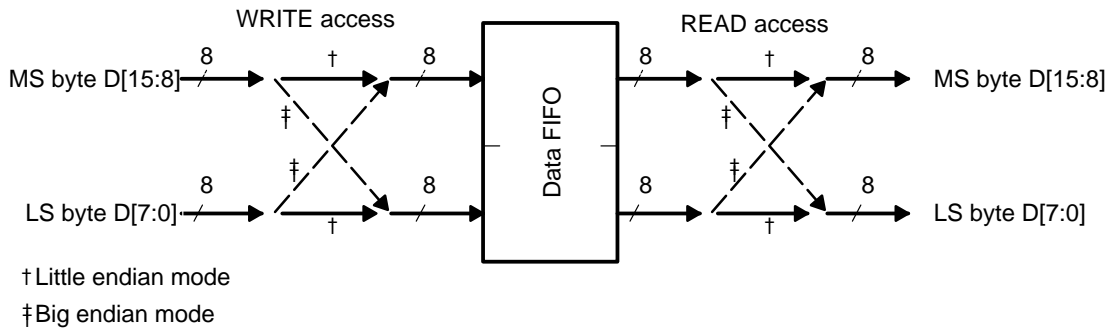 WRITE access
READ access
8 † 8 8 † 8
MS byte D[15:8]
MS byte D[15:8]
‡ ‡
Data FIFO
‡ ‡
8 8 8 8
LS byte D[7:0]
LS byte D[7:0]
† †
†Little endian mode
‡Big endian mode